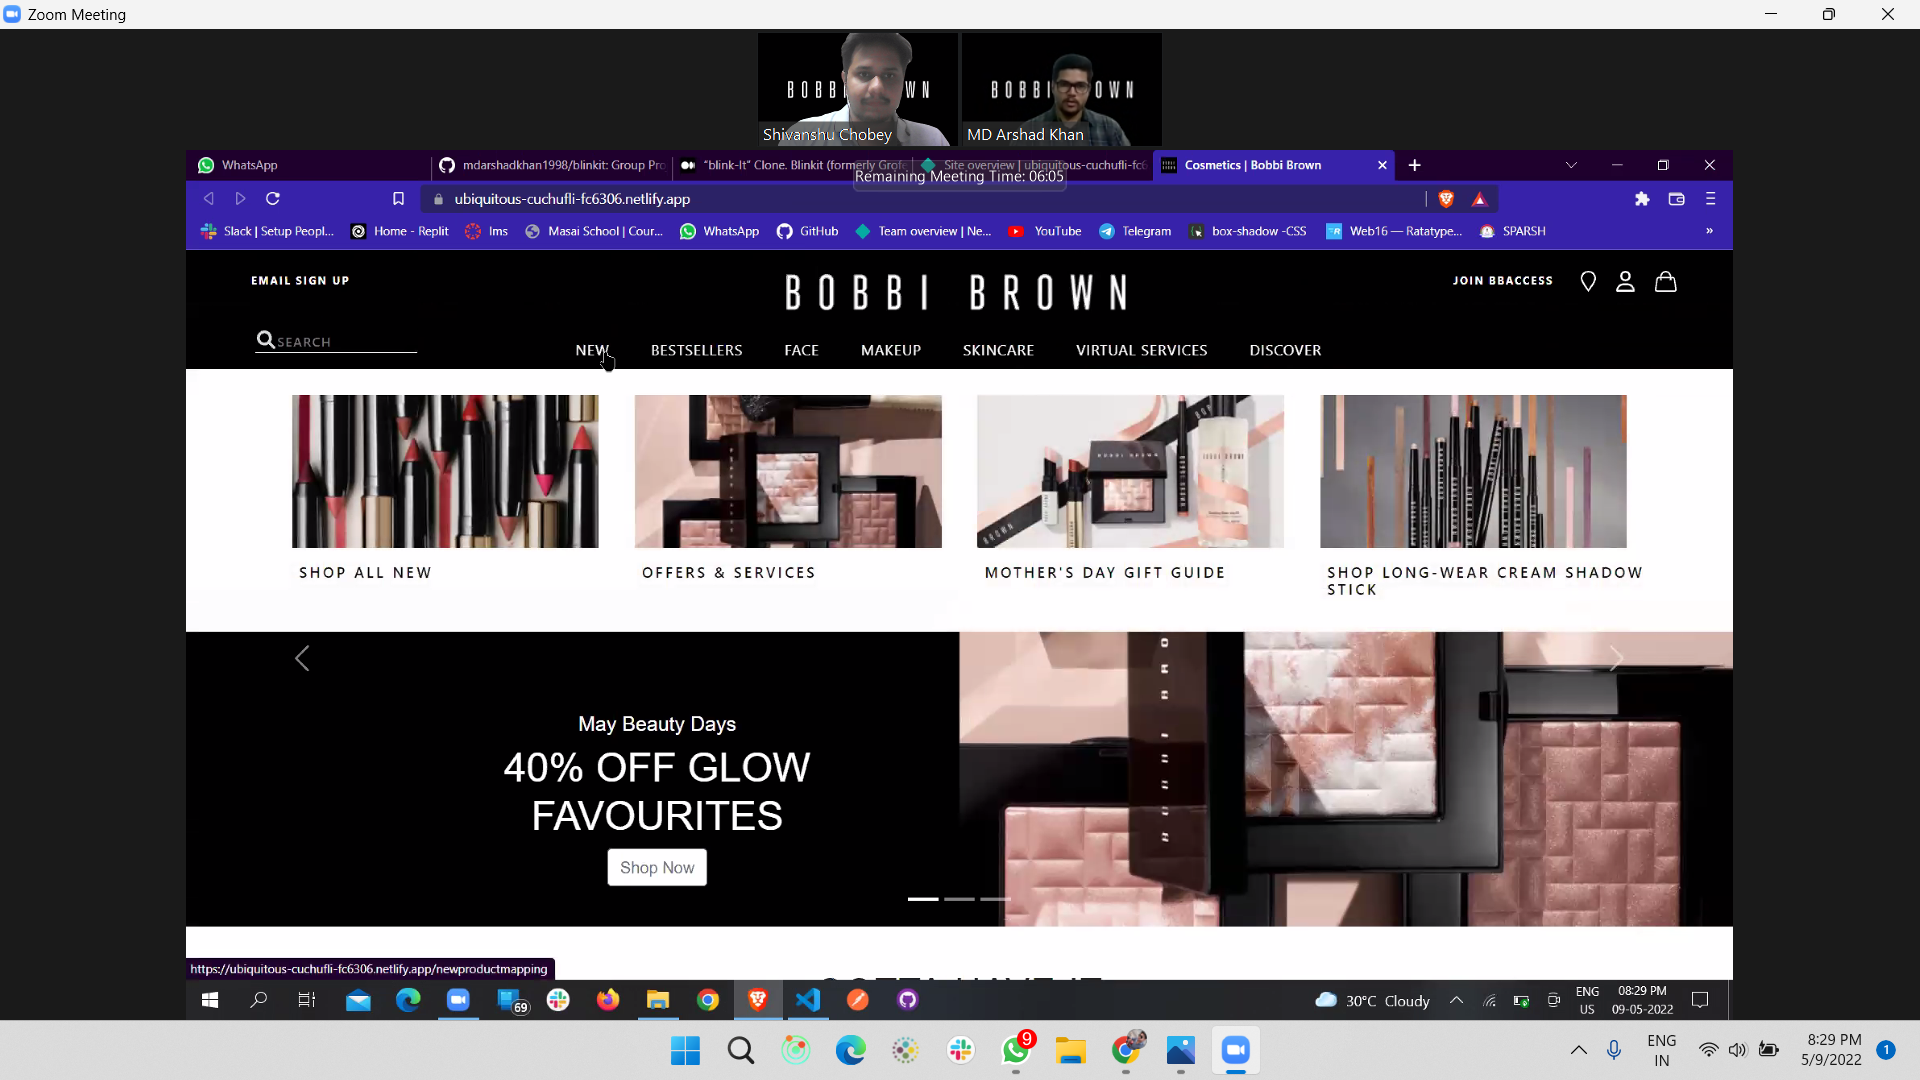 Zoom Meeting
Shivanshu Chobey
MD Arshad Khan
WhatsApp
mdarshadkhan1998/blinkit: Group Pro
"blink-It" Clone. Blinkit (formerly Grofe
Site overview | ubiquitous-cuchufli-fc6
Cosmetics | Bobbi Brown
Remaining Meeting Time: 06:05
ubiquitous-cuchufli-fc6306.netlify.app
Slack | Setup Peopl...
Home - Replit
lms
Masai School | Cour...
WhatsApp
GitHub
Team overview | Ne...
YouTube
Telegram
box-shadow -CSS
Web16 — Ratatype...
SPARSH
»
EMAIL SIGN UP
BOBBI BROWN
JOIN BBACCESS
SEARCH
NEW
BESTSELLERS
FACE
MAKEUP
SKINCARE
VIRTUAL SERVICES
DISCOVER
SHOP ALL NEW
OFFERS & SERVICES
MOTHER'S DAY GIFT GUIDE
SHOP LONG-WEAR CREAM SHADOW
STICK
May Beauty Days
40% OFF GLOW
FAVOURITES
Shop Now
https://ubiquitous-cuchufli-fc6306.netlify.app/newproductmapping
69
30°C Cloudy
ENG
US
08:29 PM
09-05-2022
9
ENG
IN
8:29 PM
5/9/2022
1